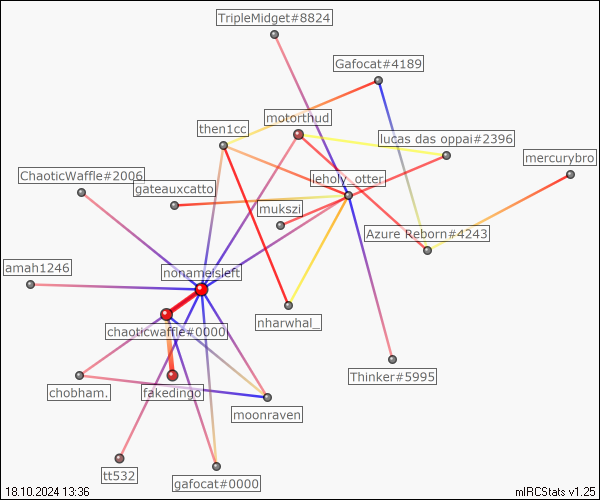 TripleMidget#8824
Gafocat#4189
motorthud
then1cc
lucas das oppai#2396
mercurybro
ChaoticWaffle#2006
gateauxcatto
leholy_otter
mukszi
Azure Reborn#4243
amah1246
nonameisleft
nharwhal_
chaoticwaffle#0000
Thinker#5995
chobham.
fakedingo
moonraven
tt532
gafocat#0000
18.10.2024 13:36
mIRCStats v1.25